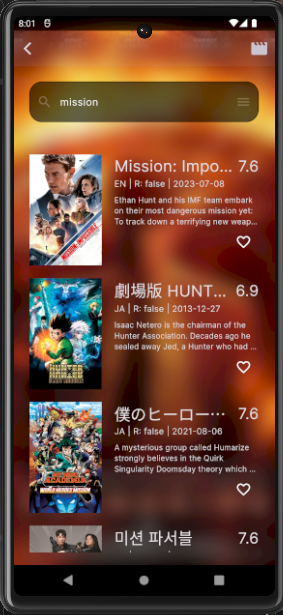 8:01
mission
Mission: Impo... 7.6
EN | R: false | 2023-07-08
Ethan Hunt and his IMF team embark
on their most dangerous mission yet:
To track down a terrifying new weap...
劇場版 HUNT... 6.9
JA | R: false | 2013-12-27
Isaac Netero is the chairman of the
Hunter Association. Decades ago he
sealed away Jed, a Hunter who had ...
僕のヒーロー... 7.6
JA | R: false | 2021-08-06
A mysterious group called Humarize
strongly believes in the Quirk
Singularity Doomsday theory which ...
WORLD HEROES MISSION
미션 파서블 7.6